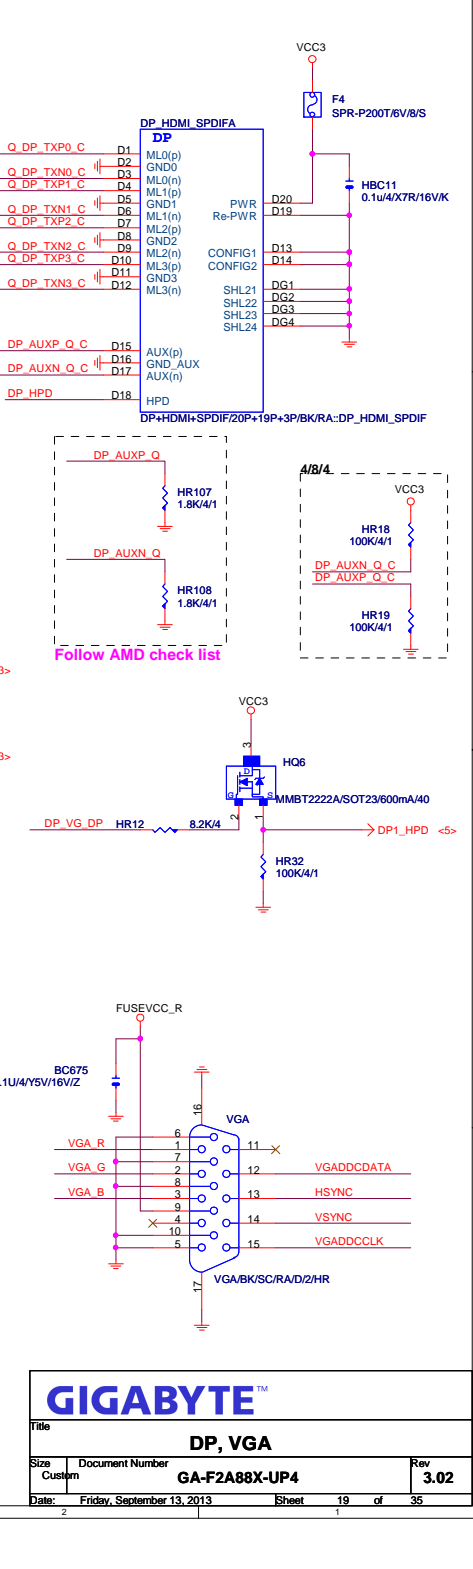 VCC3
F4
SPR-P200T/6V/8/S
DP_HDMI_SPDIFA
DP
Q_DP_TXP0_C D1 ML0(p)
D2 GND0
Q_DP_TXN0_C D3 ML0(n)
Q_DP_TXP1_C D4 ML1(p)
D5 GND1
Q_DP_TXN1_C D6 ML1(n)
Q_DP_TXP2_C D7 ML2(p)
D8 GND2
Q_DP_TXN2_C D9 ML2(n)
Q_DP_TXP3_C D10 ML3(p)
D11 GND3
Q_DP_TXN3_C D12 ML3(n)
DP_AUXP_Q_C D15 AUX(p)
D16 GND_AUX
DP_AUXN_Q_C D17 AUX(n)
DP_HPD D18 HPD
PWR D20
Re-PWR D19
CONFIG1 D13
CONFIG2 D14
SHL21 DG1
SHL22 DG2
SHL23 DG3
SHL24 DG4
HBC11
0.1u/4/X7R/16V/K
DP+HDMI+SPDIF/20P+19P+3P/BK/RA::DP_HDMI_SPDIF
DP_AUXP_Q
HR107
1.8K/4/1
DP_AUXN_Q
HR108
1.8K/4/1
Follow AMD check list
4/8/4
VCC3
HR18
100K/4/1
DP_AUXN_Q_C
DP_AUXP_Q_C
HR19
100K/4/1
3>
3>
VCC3
3
D
G
S
HQ6
MMBT2222A/SOT23/600mA/40
2
1
DP_VG_DP HR12 8.2K/4
DP1_HPD <5>
HR32
100K/4/1
FUSEVCC_R
BC675
.1U/4/Y5V/16V/Z
16
VGA
6
VGA_R 1
7
VGA_G 2
8
VGA_B 3
9
4
10
5
11
12 VGADDCDATA
13 HSYNC
14 VSYNC
15 VGADDCCLK
17
VGA/BK/SC/RA/D/2/HR
GIGABYTE™
Title
DP, VGA
Size Document Number Rev
Custom GA-F2A88X-UP4 3.02
Date: Friday, September 13, 2013 Sheet 19 of 35
2 1